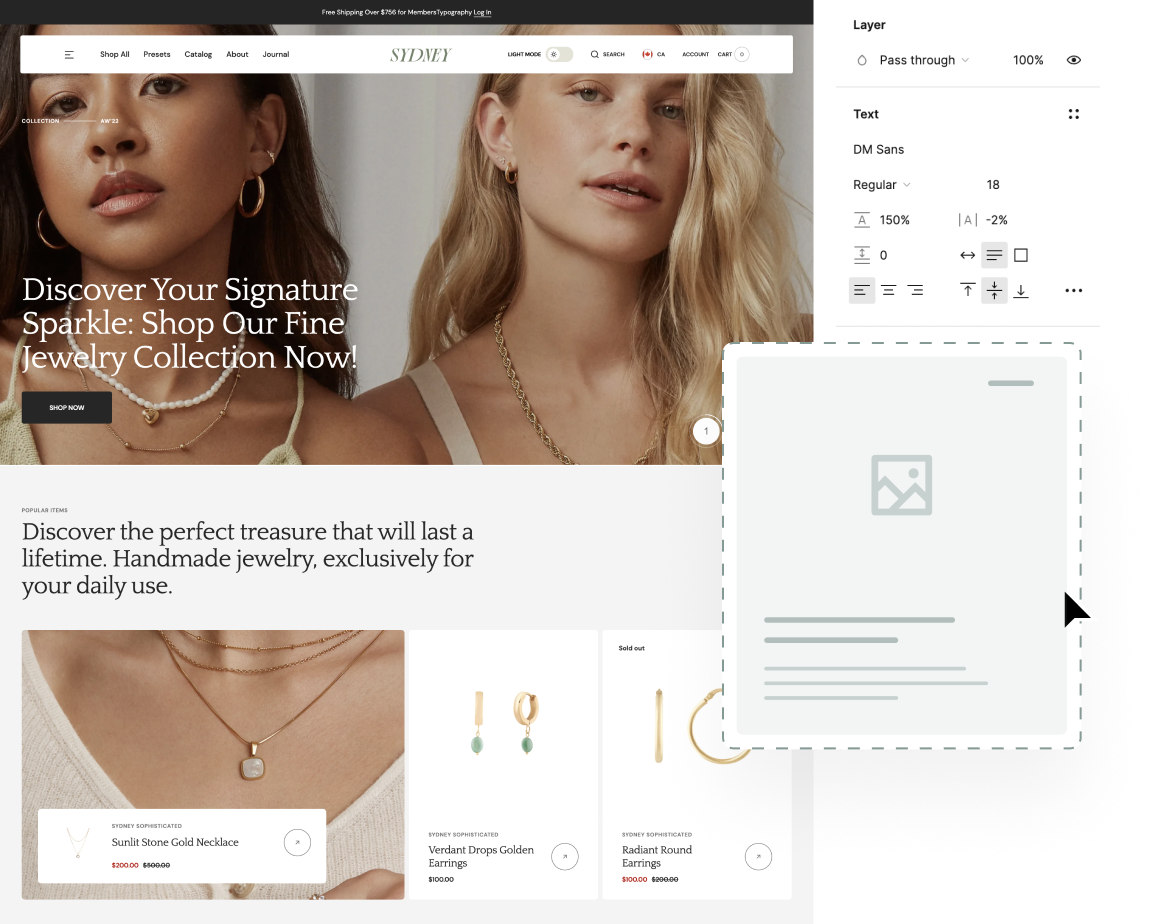 Free Shipping Over $756 for MembersTypography Log In
Shop All Presets Catalog About Journal
SYDNEY
LIGHT MODE SEARCH CA ACCOUNT CART 0
COLLECTION AW'22
Discover Your Signature
Sparkle: Shop Our Fine
Jewelry Collection Now!
SHOP NOW
1
POPULAR ITEMS
Discover the perfect treasure that will last a
lifetime. Handmade jewelry, exclusively for
your daily use.
SYDNEY SOPHISTICATED
Sunlit Stone Gold Necklace
$200.00 $500.00
SYDNEY SOPHISTICATED
Verdant Drops Golden
Earrings
$100.00
Sold out
SYDNEY SOPHISTICATED
Radiant Round
Earrings
$100.00 $200.00
Layer
Pass through 100%
Text
DM Sans
Regular 18
A 150% |A| -2%
0